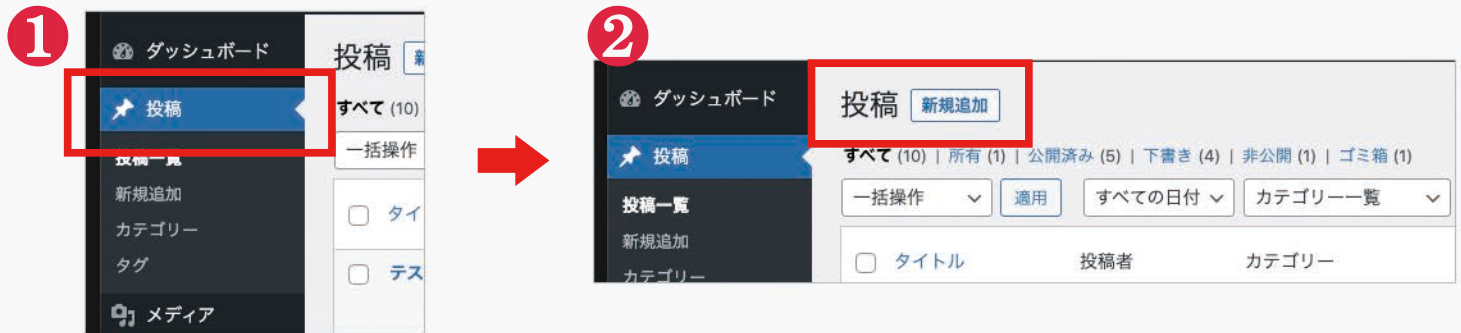 1
ダッシュボード
投稿
投稿一覧
新規追加
カテゴリー
タグ
メディア
投稿 新
すべて (10)
一括操作
タイ
テス
2
ダッシュボード
投稿
投稿一覧
新規追加
カテゴリー
投稿 新規追加
すべて (10) | 所有 (1) | 公開済み (5) | 下書き (4) | 非公開 (1) | ゴミ箱 (1)
一括操作 適用 すべての日付 カテゴリー一覧
タイトル 投稿者 カテゴリー